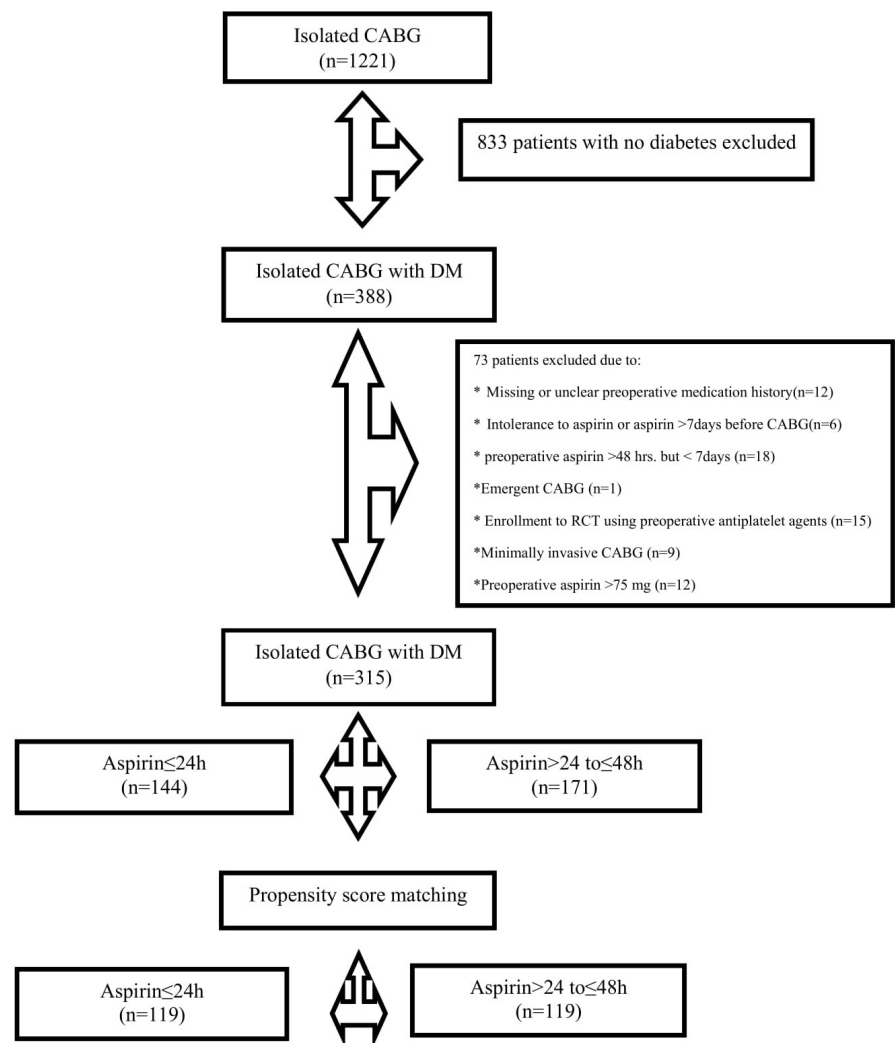 Isolated CABG
(n=1221)
833 patients with no diabetes excluded
Isolated CABG with DM
(n=388)
73 patients excluded due to:
* Missing or unclear preoperative medication history(n=12)
* Intolerance to aspirin or aspirin >7days before CABG(n=6)
* preoperative aspirin >48 hrs. but < 7days (n=18)
*Emergent CABG (n=1)
* Enrollment to RCT using preoperative antiplatelet agents (n=15)
*Minimally invasive CABG (n=9)
*Preoperative aspirin >75 mg (n=12)
Isolated CABG with DM
(n=315)
Aspirin≤24h
(n=144)
Aspirin>24 to≤48h
(n=171)
Propensity score matching
Aspirin≤24h
(n=119)
Aspirin>24 to≤48h
(n=119)